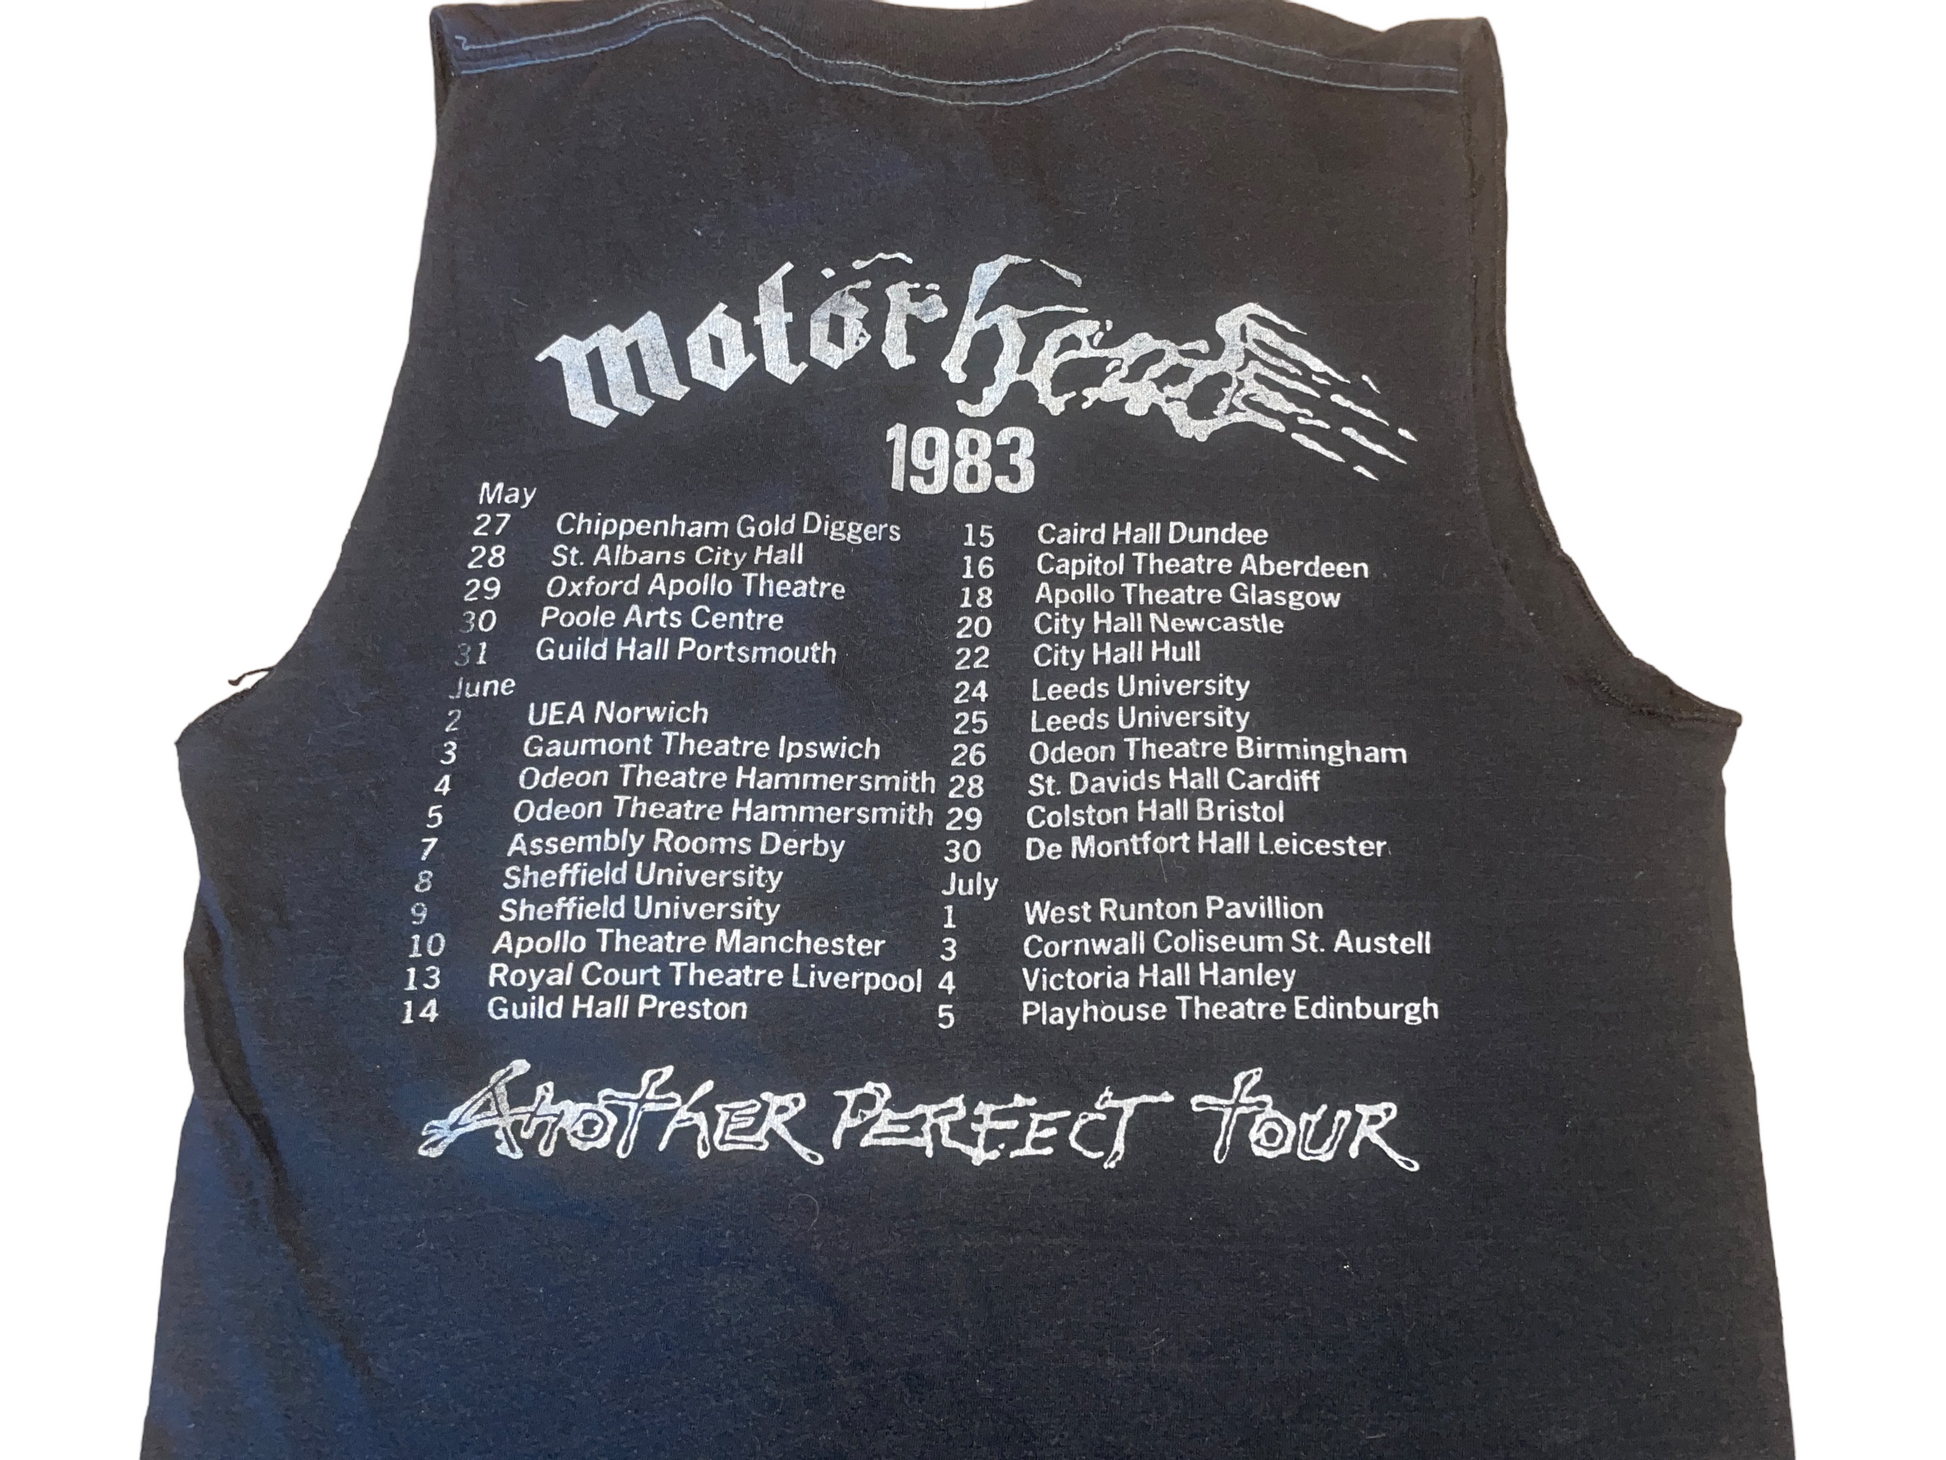 Motörhead
1983
May
27 Chippenham Gold Diggers
28 St. Albans City Hall
29 Oxford Apollo Theatre
30 Poole Arts Centre
31 Guild Hall Portsmouth
June
2 UEA Norwich
3 Gaumont Theatre Ipswich
4 Odeon Theatre Hammersmith
5 Odeon Theatre Hammersmith
7 Assembly Rooms Derby
8 Sheffield University
9 Sheffield University
10 Apollo Theatre Manchester
13 Royal Court Theatre Liverpool
14 Guild Hall Preston
15 Caird Hall Dundee
16 Capitol Theatre Aberdeen
18 Apollo Theatre Glasgow
20 City Hall Newcastle
22 City Hall Hull
24 Leeds University
25 Leeds University
26 Odeon Theatre Birmingham
28 St. Davids Hall Cardiff
29 Colston Hall Bristol
30 De Montfort Hall Leicester
July
1 West Runton Pavillion
3 Cornwall Coliseum St. Austell
4 Victoria Hall Hanley
5 Playhouse Theatre Edinburgh
Another Perfect Tour